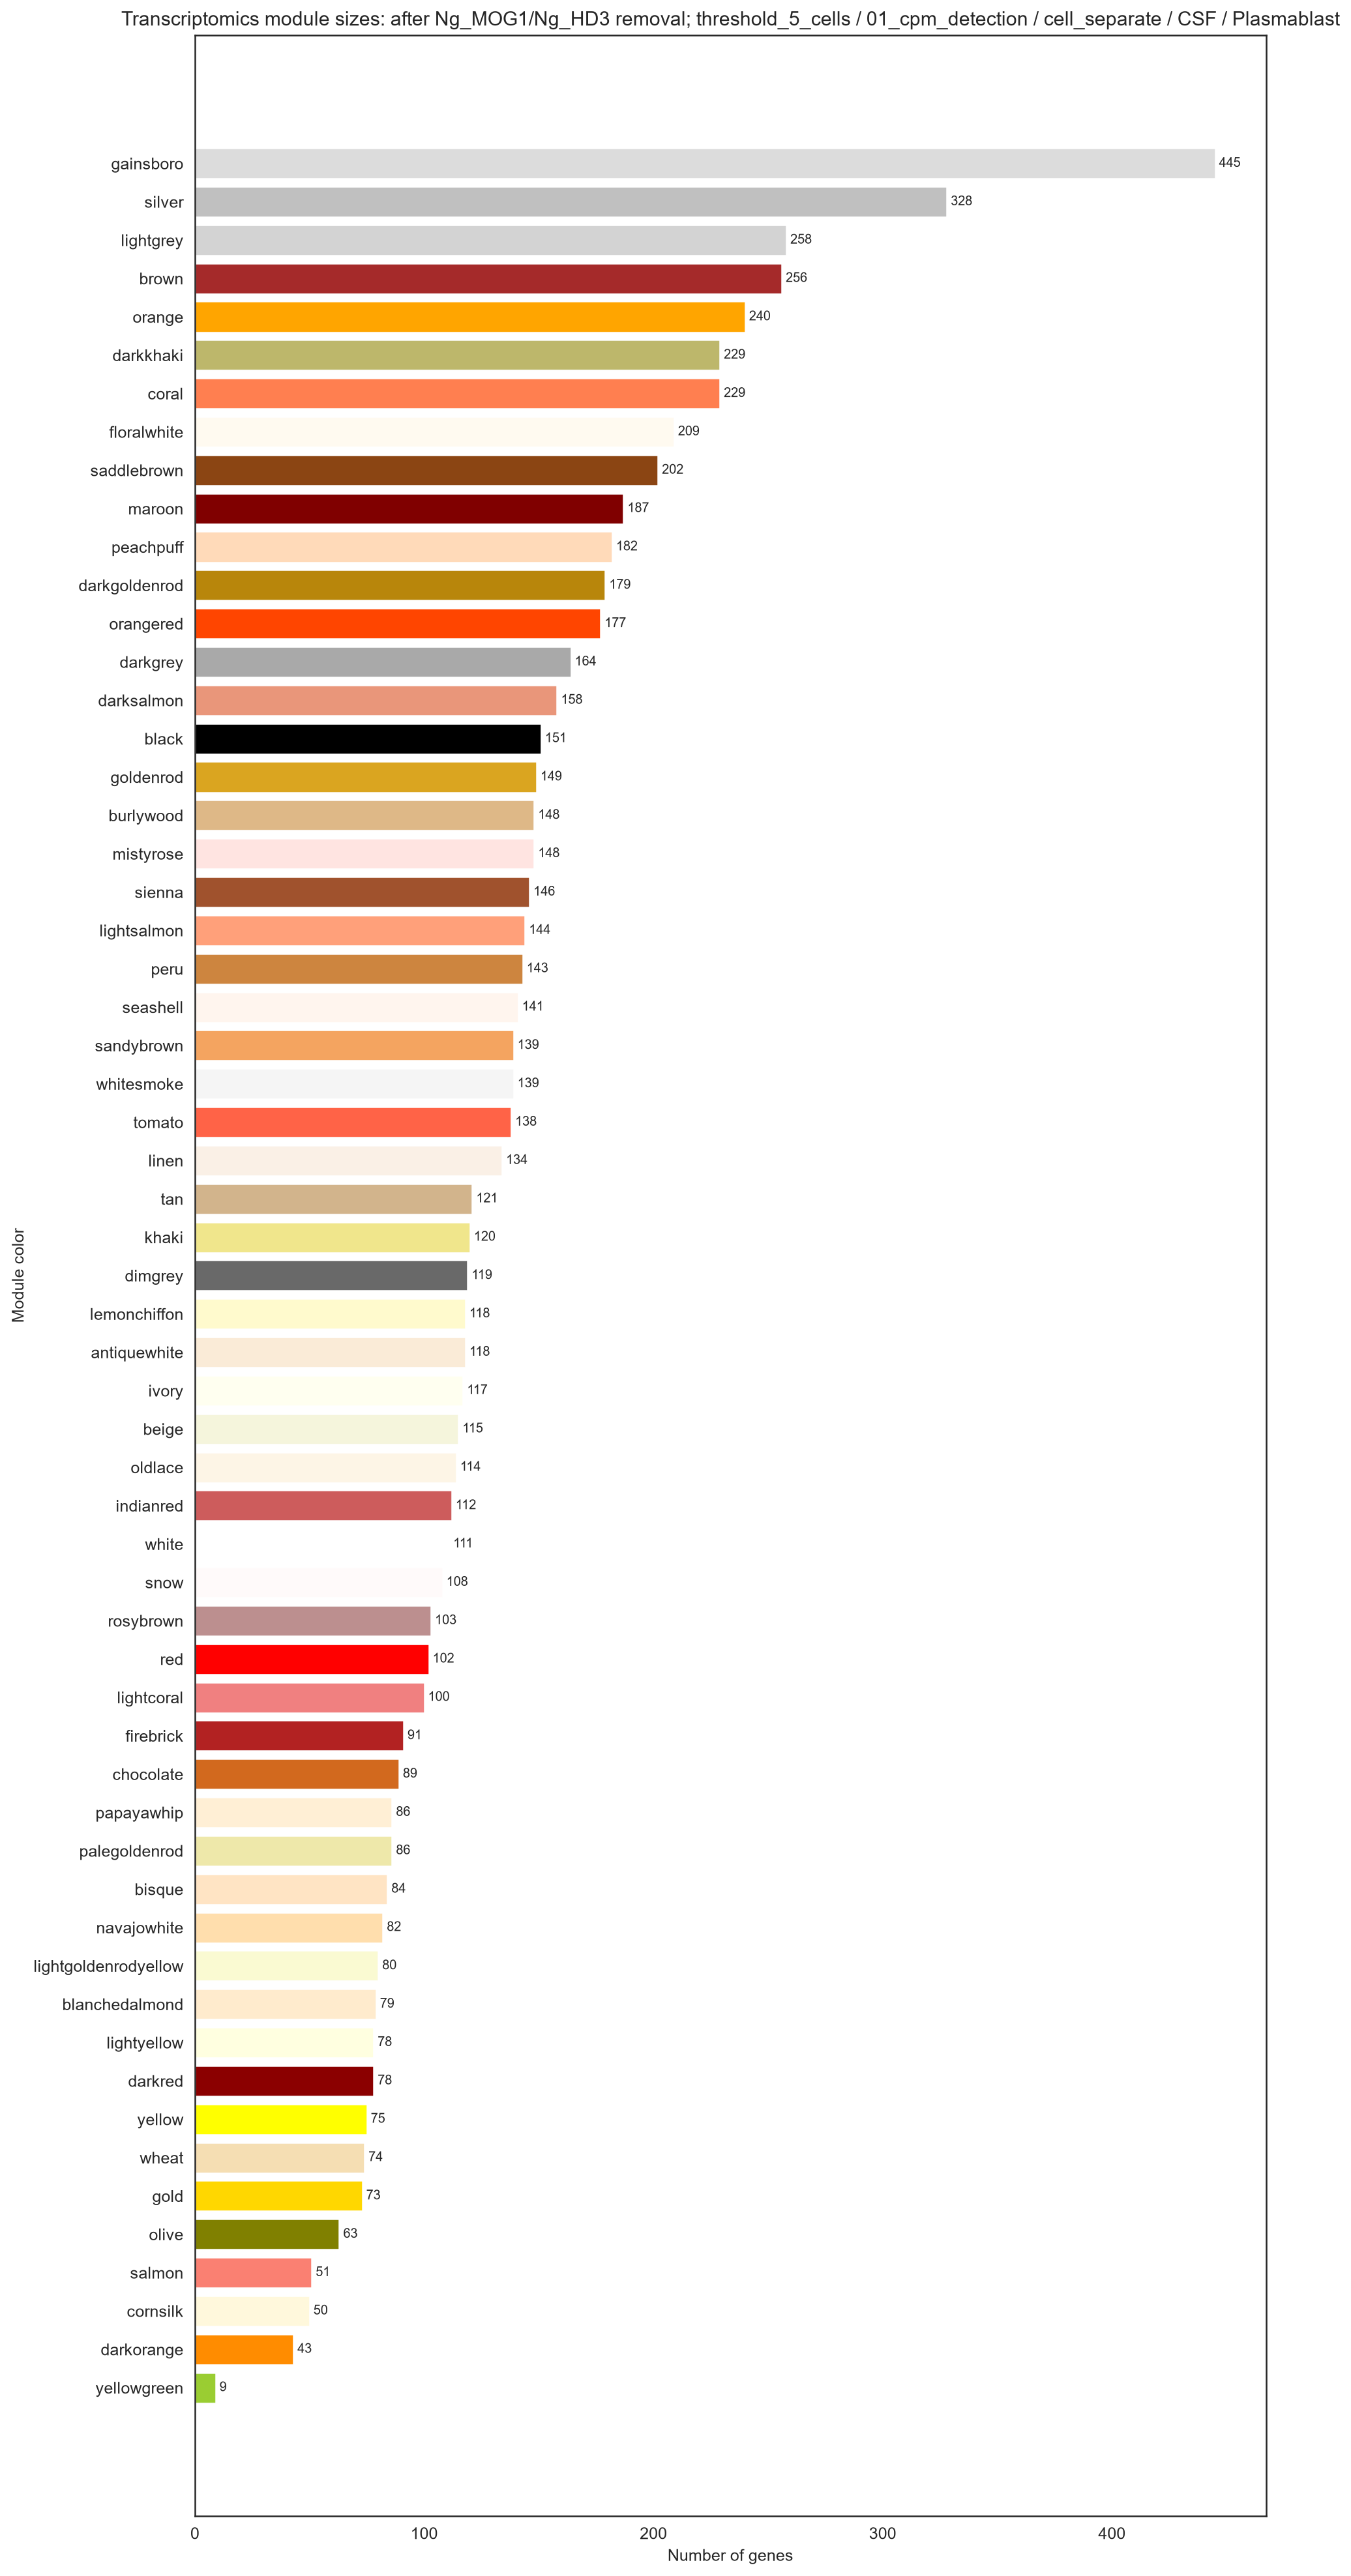 Transcriptomics module sizes: after Ng_MOG1/Ng_HD3 removal; threshold_5_cells / 01_cpm_detection / cell_separate / CSF / Plasmablast
gainsboro 445
silver 328
lightgrey 258
brown 256
orange 240
darkkhaki 229
coral 229
floralwhite 209
saddlebrown 202
maroon 187
peachpuff 182
darkgoldenrod 179
orangered 177
darkgrey 164
darksalmon 158
black 151
goldenrod 149
burlywood 148
mistyrose 148
sienna 146
lightsalmon 144
peru 143
seashell 141
sandybrown 139
whitesmoke 139
tomato 138
linen 134
tan 121
khaki 120
dimgrey 119
lemonchiffon 118
antiquewhite 118
ivory 117
beige 115
oldlace 114
indianred 112
white 111
snow 108
rosybrown 103
red 102
lightcoral 100
firebrick 91
chocolate 89
papayawhip 86
palegoldenrod 86
bisque 84
navajowhite 82
lightgoldenrodyellow 80
blanchedalmond 79
lightyellow 78
darkred 78
yellow 75
wheat 74
gold 73
olive 63
salmon 51
cornsilk 50
darkorange 43
yellowgreen 9
Module color
0 100 200 300 400
Number of genes